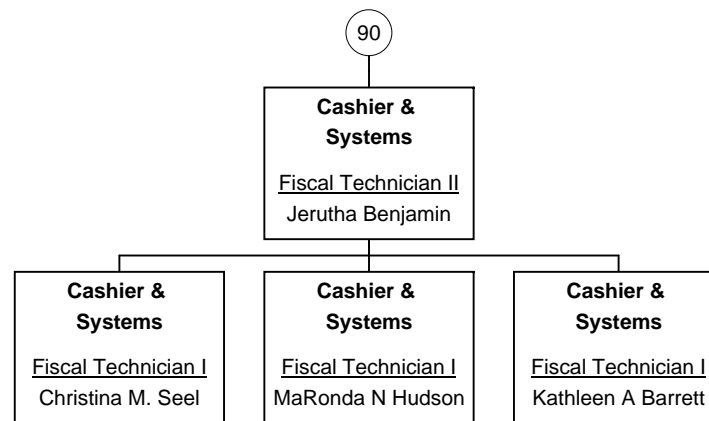 90
Cashier &
Systems
Fiscal Technician II
Jerutha Benjamin
Cashier &
Systems
Fiscal Technician I
Christina M. Seel
Cashier &
Systems
Fiscal Technician I
MaRonda N Hudson
Cashier &
Systems
Fiscal Technician I
Kathleen A Barrett